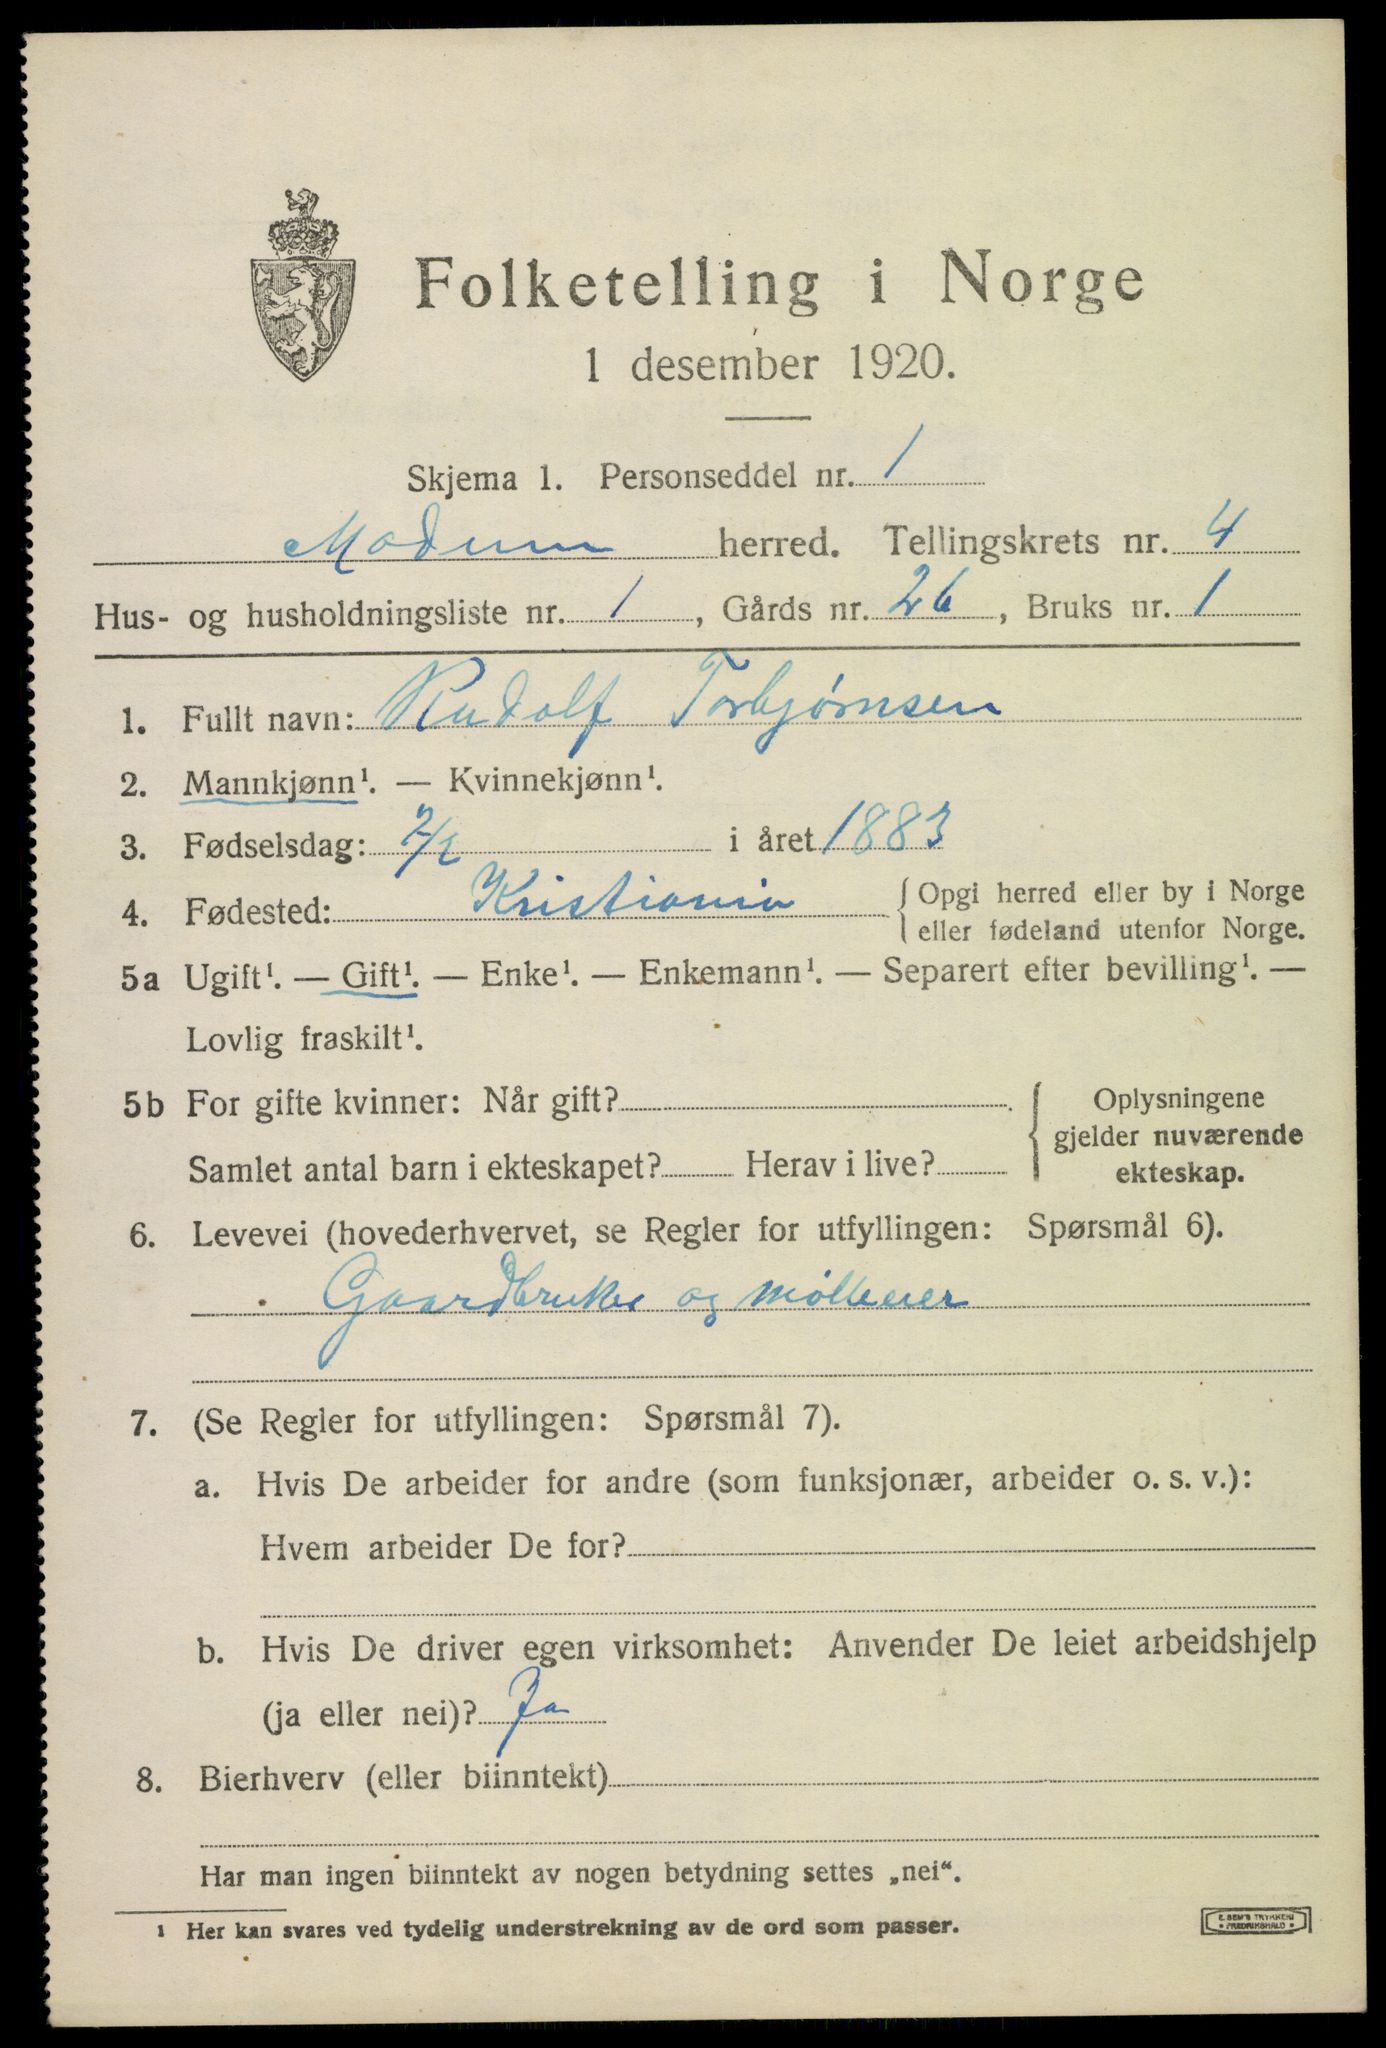 Folketelling i Norge
1 desember 1920.
Skjema 1. Personseddel nr. 1
Modum herred. Tellingskrets nr. 4
Hus- og husholdningsliste nr. 1, Gårds nr. 26, Bruks nr. 1
1. Fullt navn: Rudolf Torbjørnsen
2. Mannkjønn¹. — Kvinnekjønn¹.
3. Fødselsdag: i året 1883
4. Fødested: Kristiania { Opgi herred eller by i Norge
eller fødeland utenfor Norge.
5a Ugift¹. — Gift¹. — Enke¹. — Enkemann¹. — Separert efter bevilling¹. —
Lovlig fraskilt¹.
5b For gifte kvinner: Når gift?
Samlet antal barn i ekteskapet? Herav i live?
{ Oplysningene
gjelder nuværende
ekteskap.
6. Levevei (hovederhvervet, se Regler for utfyllingen: Spørsmål 6).
Gaardbruker og mølleeier
7. (Se Regler for utfyllingen: Spørsmål 7).
a. Hvis De arbeider for andre (som funksjonær, arbeider o. s. v.):
Hvem arbeider De for?
b. Hvis De driver egen virksomhet: Anvender De leiet arbeidshjelp
(ja eller nei)? Ja
8. Bierhverv (eller biinntekt)
Har man ingen biinntekt av nogen betydning settes „nei“.
¹ Her kan svares ved tydelig understrekning av de ord som passer.
E. SEM'S TRYKKERI
• FREDRIKSHALD •